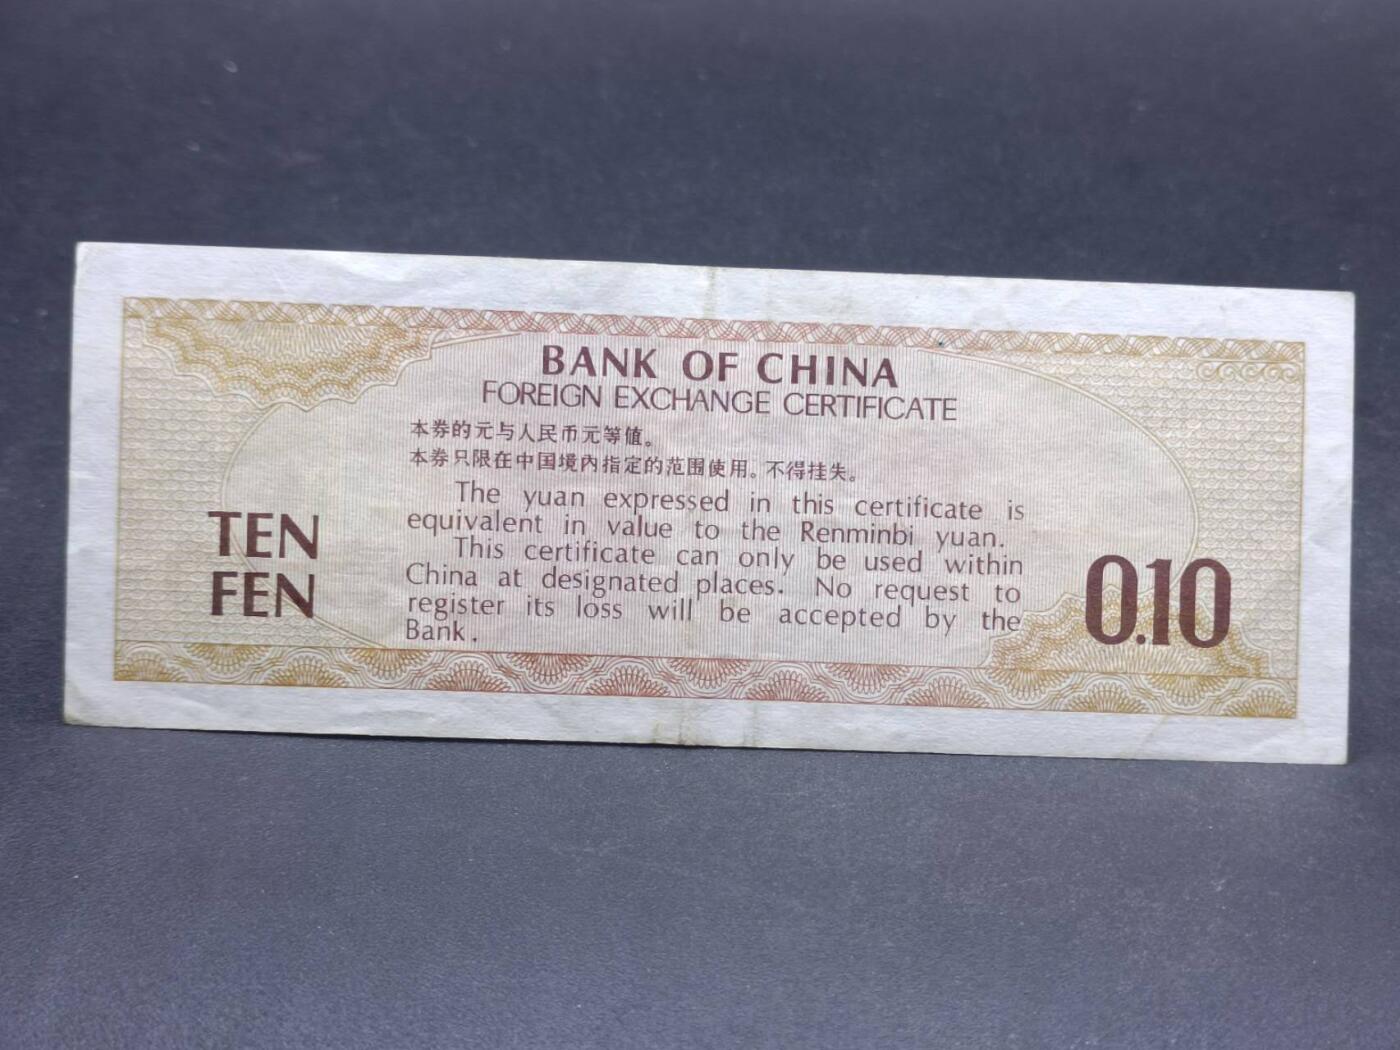 BANK OF CHINA
FOREIGN EXCHANGE CERTIFICATE
本券的元与人民币元等值。
本券只限在中国境内指定的范围使用。不得挂失。
The yuan expressed in this certificate is
equivalent in value to the Renminbi yuan.
This certificate can only be used within
China at designated places. No request to
register its loss will be accepted by the
Bank.
TEN
FEN
0.10